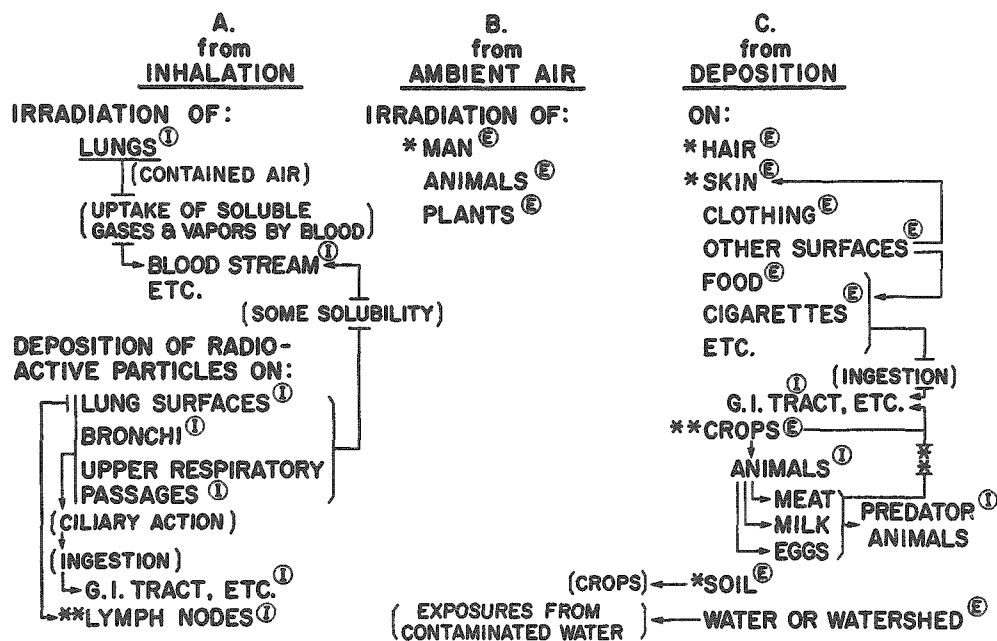 A.
from
INHALATION
IRRADIATION OF:
LUNGS Ⓘ
(CONTAINED AIR)
(UPTAKE OF SOLUBLE
GASES & VAPORS BY BLOOD)
BLOOD STREAM Ⓘ
ETC.
(SOME SOLUBILITY)
DEPOSITION OF RADIO-
ACTIVE PARTICLES ON:
LUNG SURFACES Ⓘ
BRONCHI Ⓘ
UPPER RESPIRATORY
PASSAGES Ⓘ
(CILIARY ACTION)
(INGESTION)
G.I. TRACT, ETC. Ⓘ
**LYMPH NODES Ⓘ
B.
from
AMBIENT AIR
IRRADIATION OF:
*MAN Ⓔ
ANIMALS Ⓔ
PLANTS Ⓔ
C.
from
DEPOSITION
ON:
*HAIR Ⓔ
*SKIN Ⓔ
CLOTHING Ⓔ
OTHER SURFACES Ⓔ
FOOD Ⓔ
CIGARETTES Ⓔ
ETC.
(INGESTION)
G.I. TRACT, ETC. Ⓘ
**CROPS Ⓔ
**
ANIMALS Ⓘ
MEAT
MILK
EGGS
PREDATOR Ⓘ
ANIMALS
(CROPS) *SOIL Ⓔ
(EXPOSURES FROM
CONTAMINATED WATER)
WATER OR WATERSHED Ⓔ